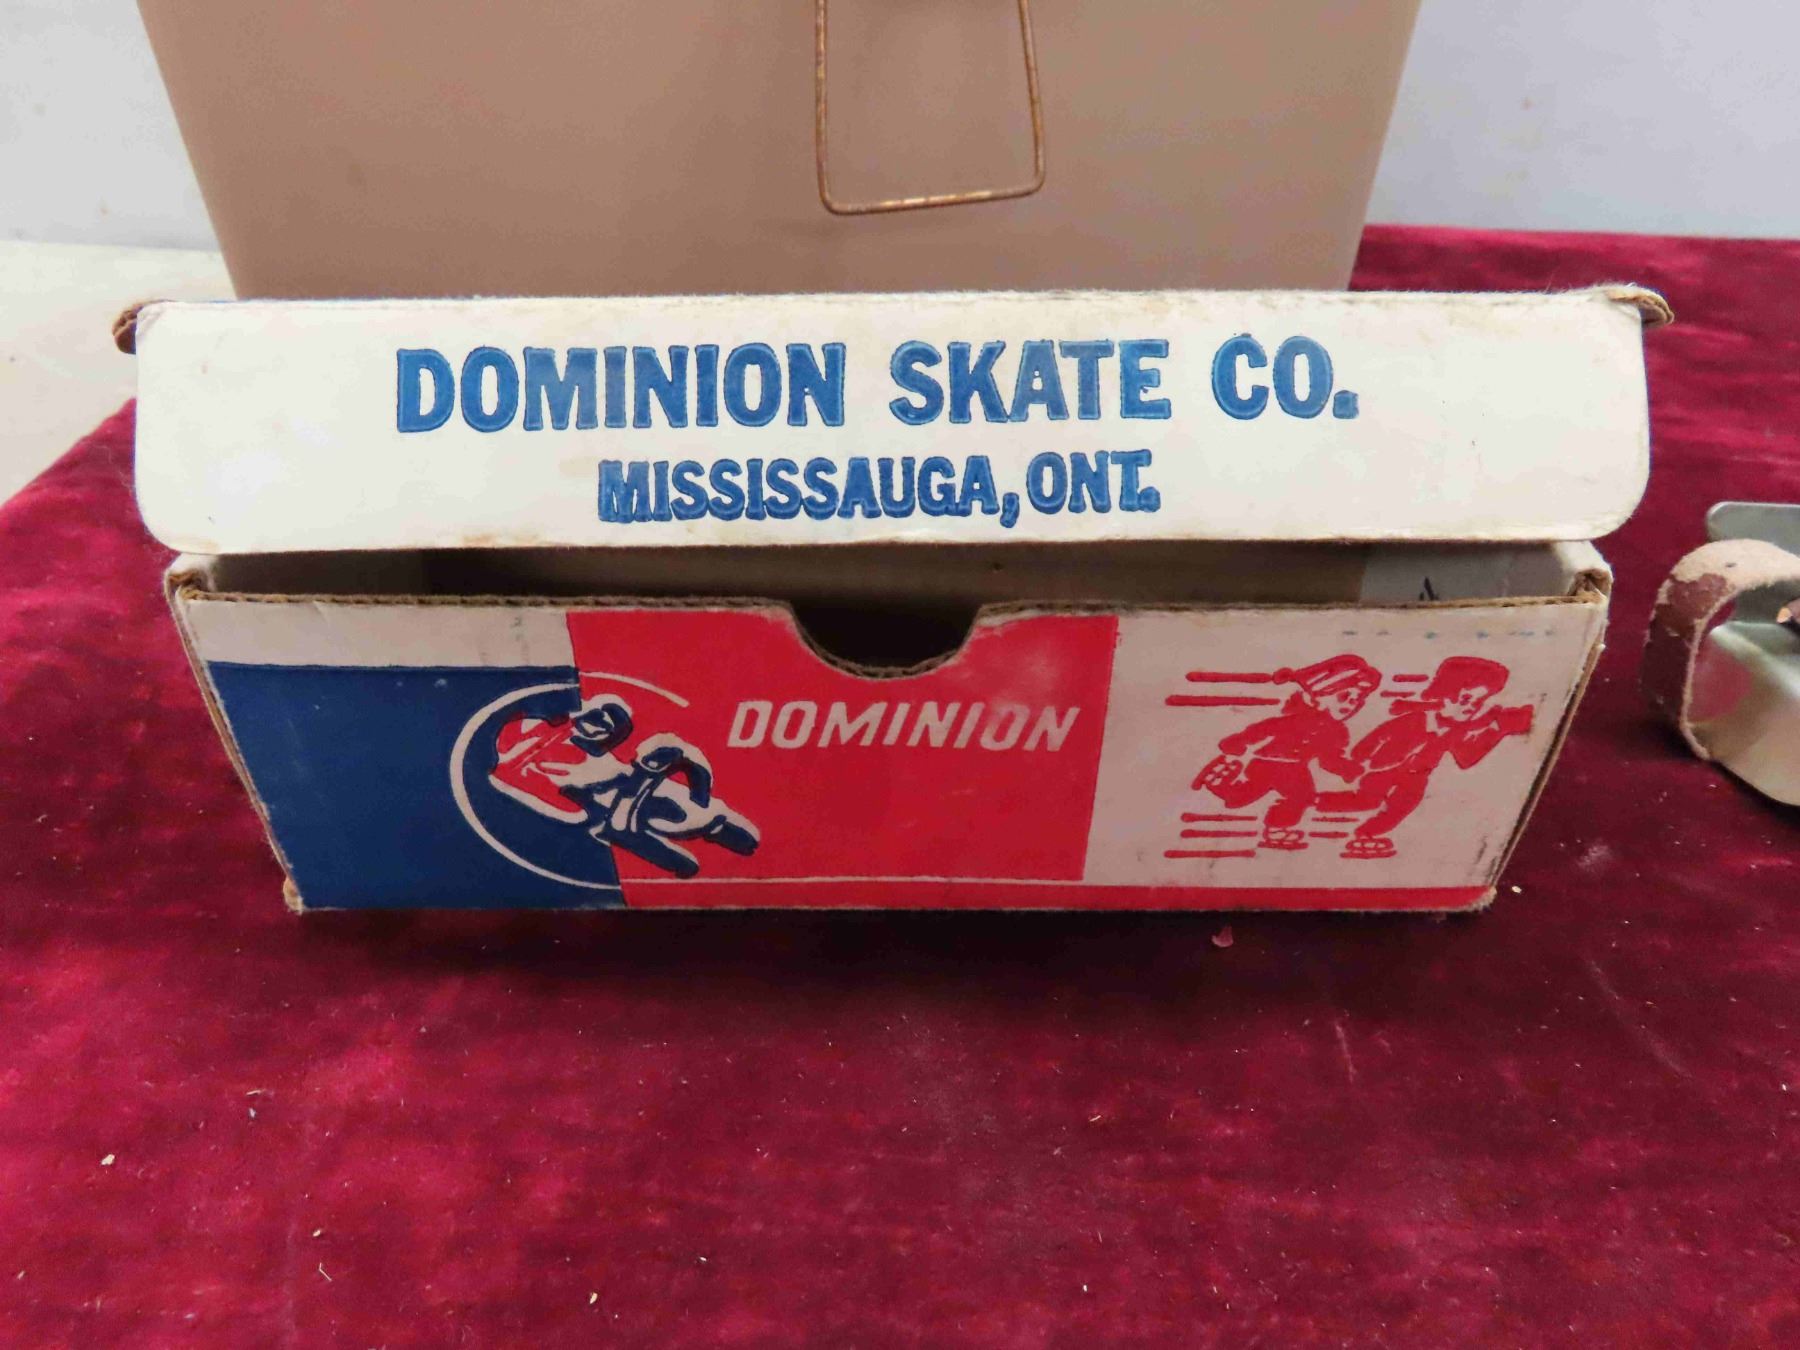 DOMINION SKATE CO.
MISSISSAUGA, ONT.
DOMINION